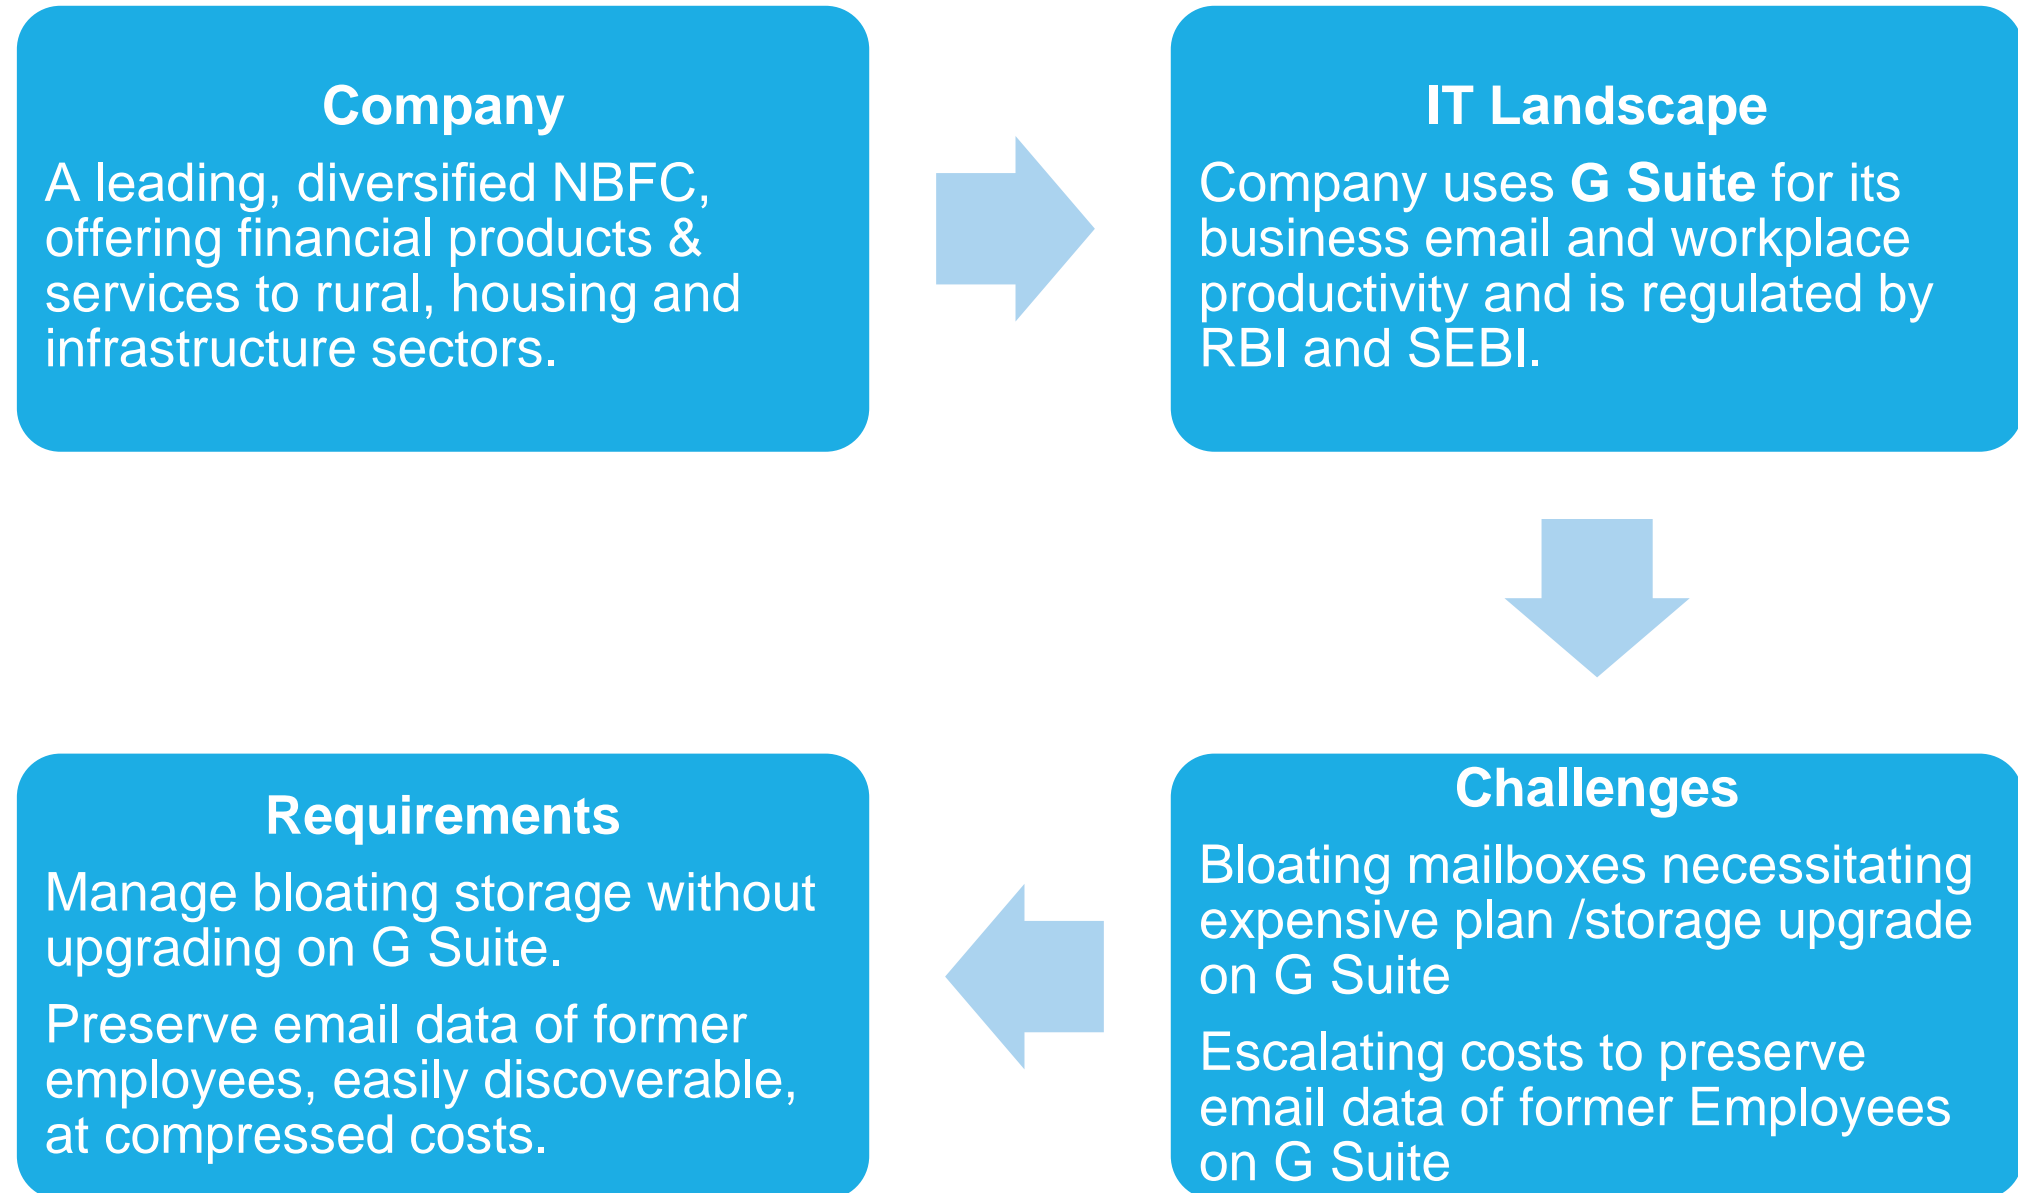 Company
A leading, diversified NBFC,
offering financial products &
services to rural, housing and
infrastructure sectors.
IT Landscape
Company uses G Suite for its
business email and workplace
productivity and is regulated by
RBI and SEBI.
Challenges
Bloating mailboxes necessitating
expensive plan /storage upgrade
on G Suite
Escalating costs to preserve
email data of former Employees
on G Suite
Requirements
Manage bloating storage without
upgrading on G Suite.
Preserve email data of former
employees, easily discoverable,
at compressed costs.